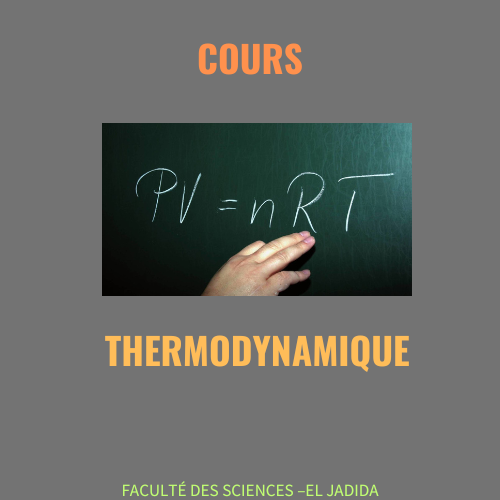 COURS
PV = nRT
THERMODYNAMIQUE
FACULTÉ DES SCIENCES –EL JADIDA